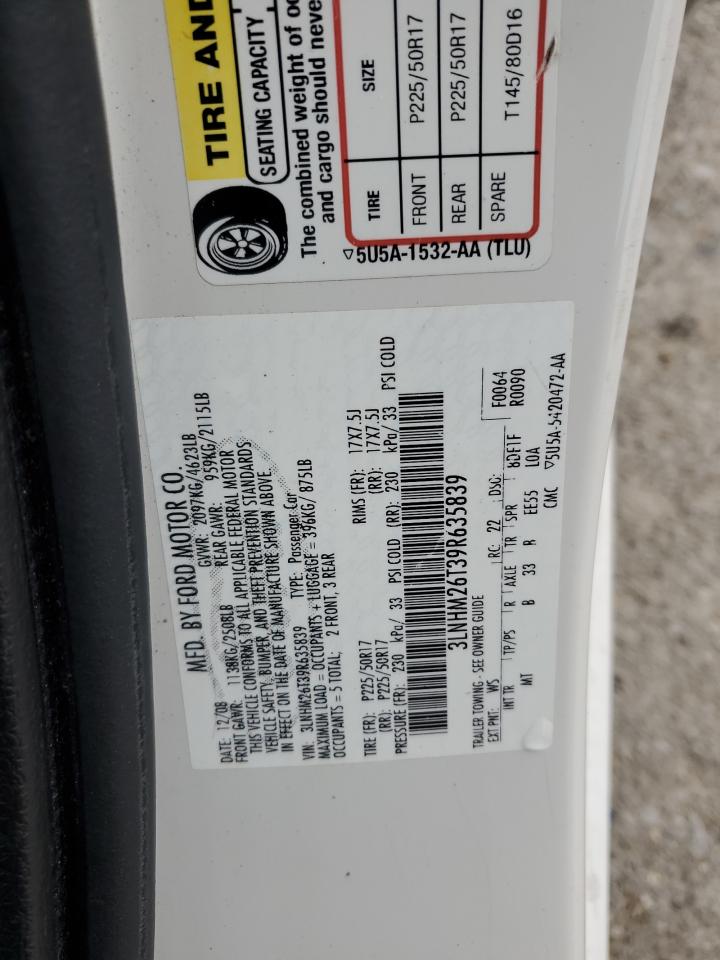 TIRE AND
SEATING CAPACITY
The combined weight of oc
and cargo should neve
TIRE SIZE
FRONT P225/50R17
REAR P225/50R17
SPARE T145/80D16
▽5U5A-1532-AA (TLU)
MFD. BY FORD MOTOR CO.
DATE: 12/08 GVWR: 2097KG/4623LB
FRONT GAWR: 1138KG/2508LB REAR GAWR: 959KG/2115LB
THIS VEHICLE CONFORMS TO ALL APPLICABLE FEDERAL MOTOR
VEHICLE SAFETY, BUMPER, AND THEFT PREVENTION STANDARDS
IN EFFECT ON THE DATE OF MANUFACTURE SHOWN ABOVE.
VIN: 3LNHM26T39R635839 TYPE: Passenger Car
MAXIMUM LOAD = OCCUPANTS + LUGGAGE = 396KG/ 875LB
OCCUPANTS = 5 TOTAL; 2 FRONT, 3 REAR
TIRE (FR): P225/50R17 RIMS (FR): 17X7.5J
(RR): P225/50R17 (RR): 17X7.5J
PRESSURE (FR): 230 kPa/ 33 PSI COLD (RR): 230 kPa/ 33 PSI COLD
3LNHM26T39R635839
TRAILER TOWING - SEE OWNER GUIDE F0064
EXT PNT: WS RC: 22 DSO: R0090
INT TR TP/PS R AXLE TR SPR 8DF1F
B 33 R EE55 LOA
CMC ▽5U5A-5420472-AA